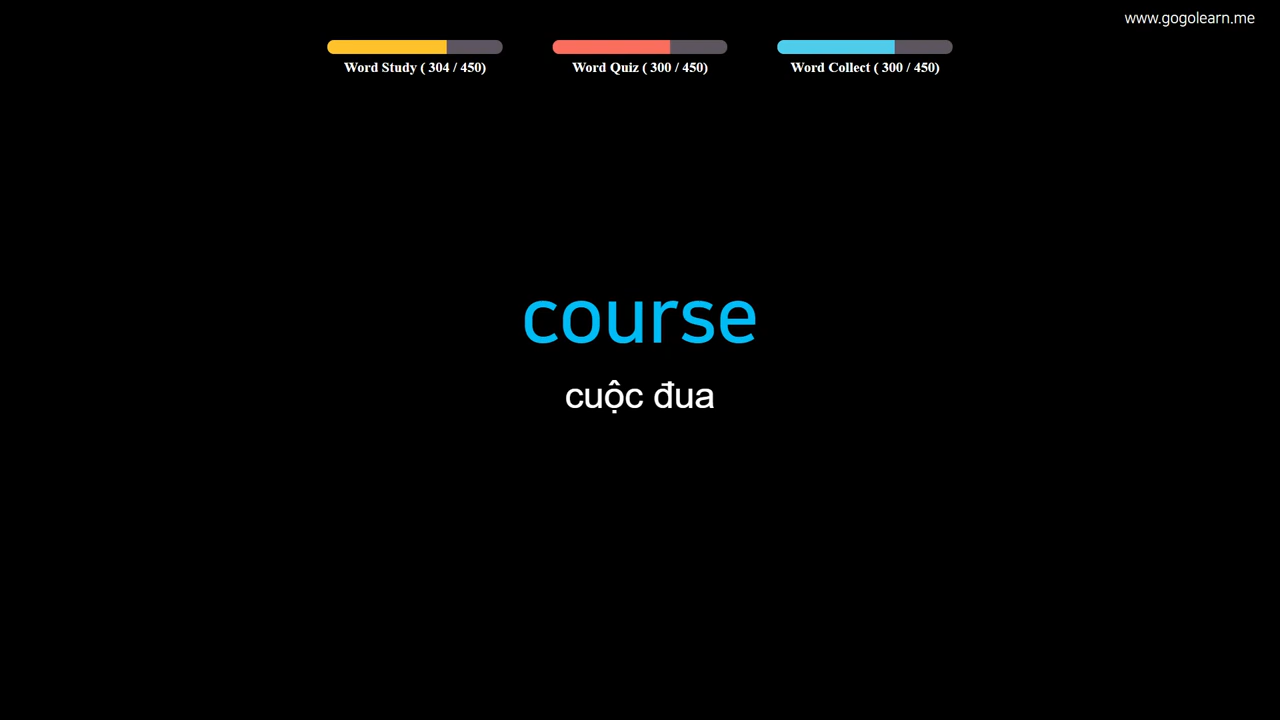 www.gogolearn.me
Word Study ( 304 / 450)
Word Quiz ( 300 / 450)
Word Collect ( 300 / 450)
course
cuộc đua